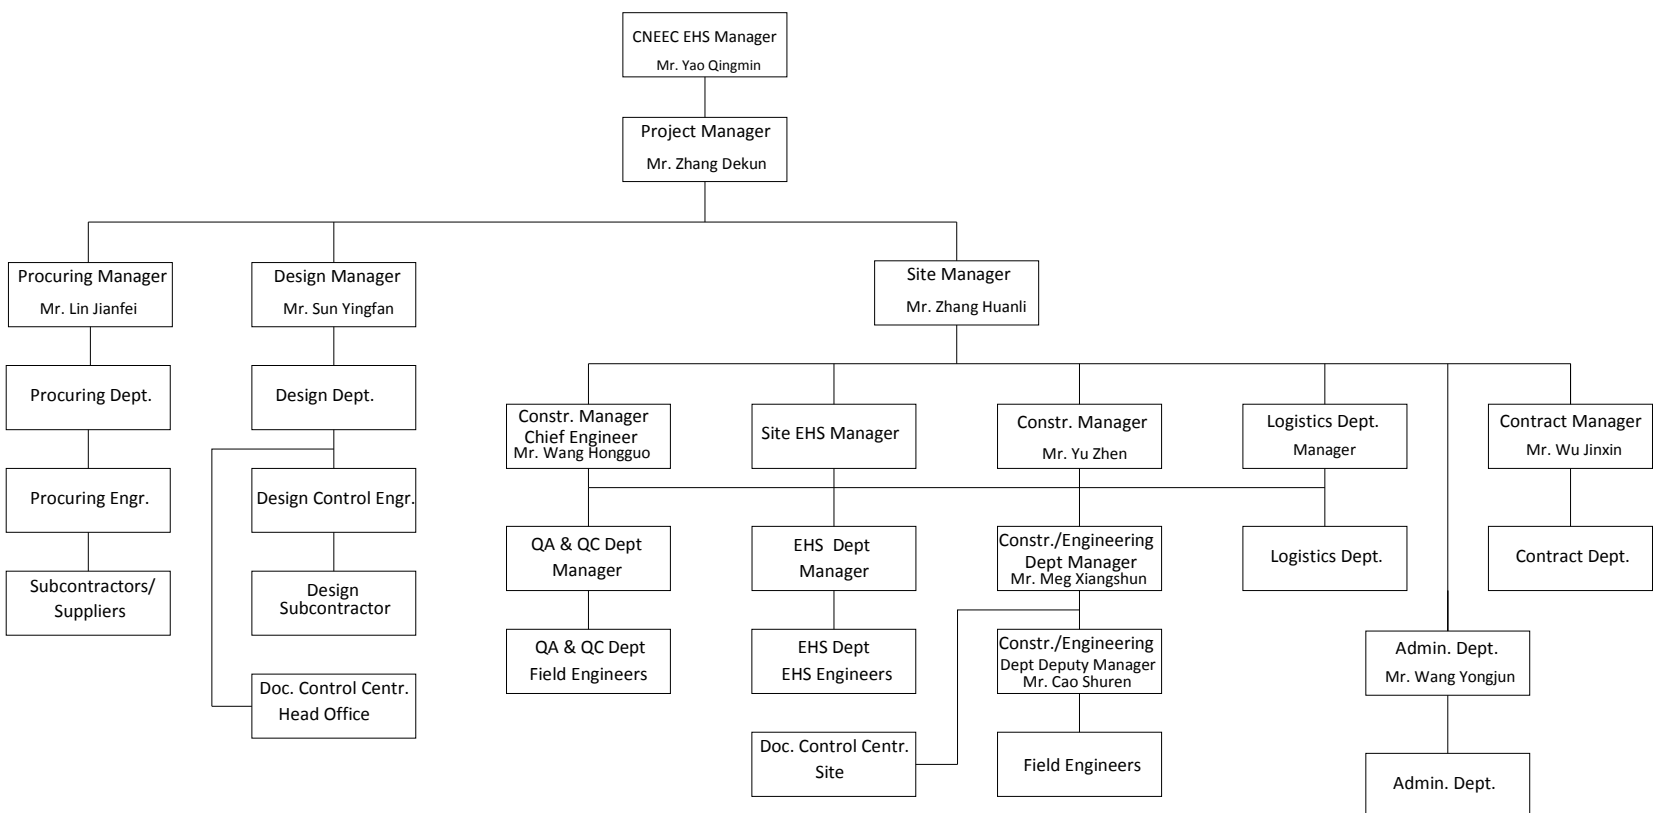 CNEEC EHS Manager
Mr. Yao Qingmin
Project Manager
Mr. Zhang Dekun
Procuring Manager
Mr. Lin Jianfei
Design Manager
Mr. Sun Yingfan
Site Manager
Mr. Zhang Huanli
Procuring Dept.
Design Dept.
Constr. Manager
Chief Engineer
Mr. Wang Hongguo
Site EHS Manager
Constr. Manager
Mr. Yu Zhen
Logistics Dept.
Manager
Contract Manager
Mr. Wu Jinxin
Procuring Engr.
Design Control Engr.
QA & QC Dept
Manager
EHS Dept
Manager
Constr./Engineering
Dept Manager
Mr. Meg Xiangshun
Logistics Dept.
Contract Dept.
Subcontractors/
Suppliers
Design
Subcontractor
QA & QC Dept
Field Engineers
EHS Dept
EHS Engineers
Constr./Engineering
Dept Deputy Manager
Mr. Cao Shuren
Admin. Dept.
Mr. Wang Yongjun
Doc. Control Centr.
Head Office
Doc. Control Centr.
Site
Field Engineers
Admin. Dept.